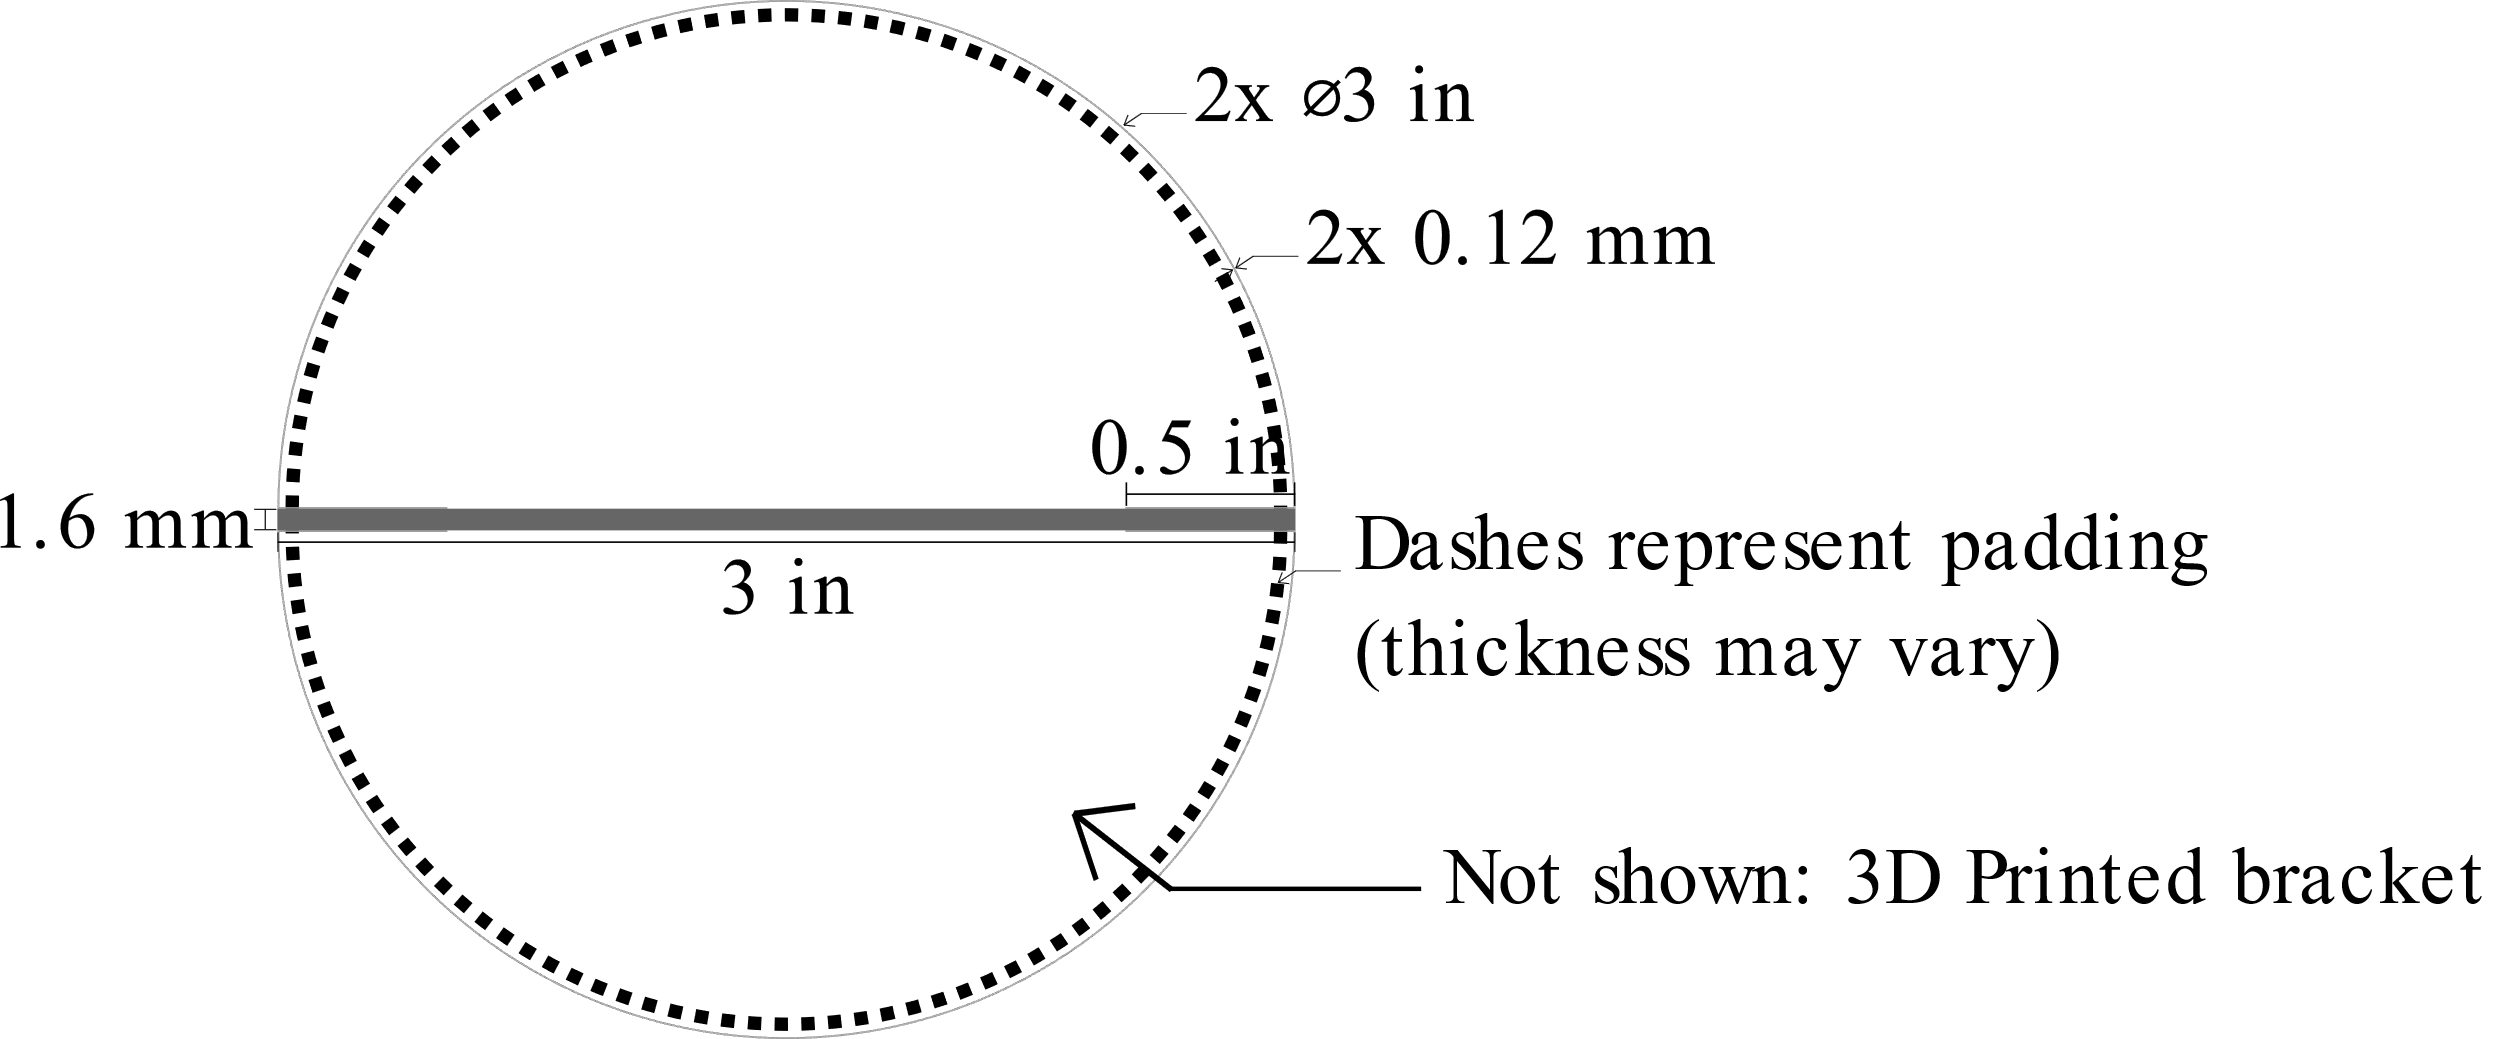 2x ⌀3 in
2x 0.12 mm
0.5 in
1.6 mm
3 in
Dashes represent padding
(thickness may vary)
Not shown: 3D Printed bracket